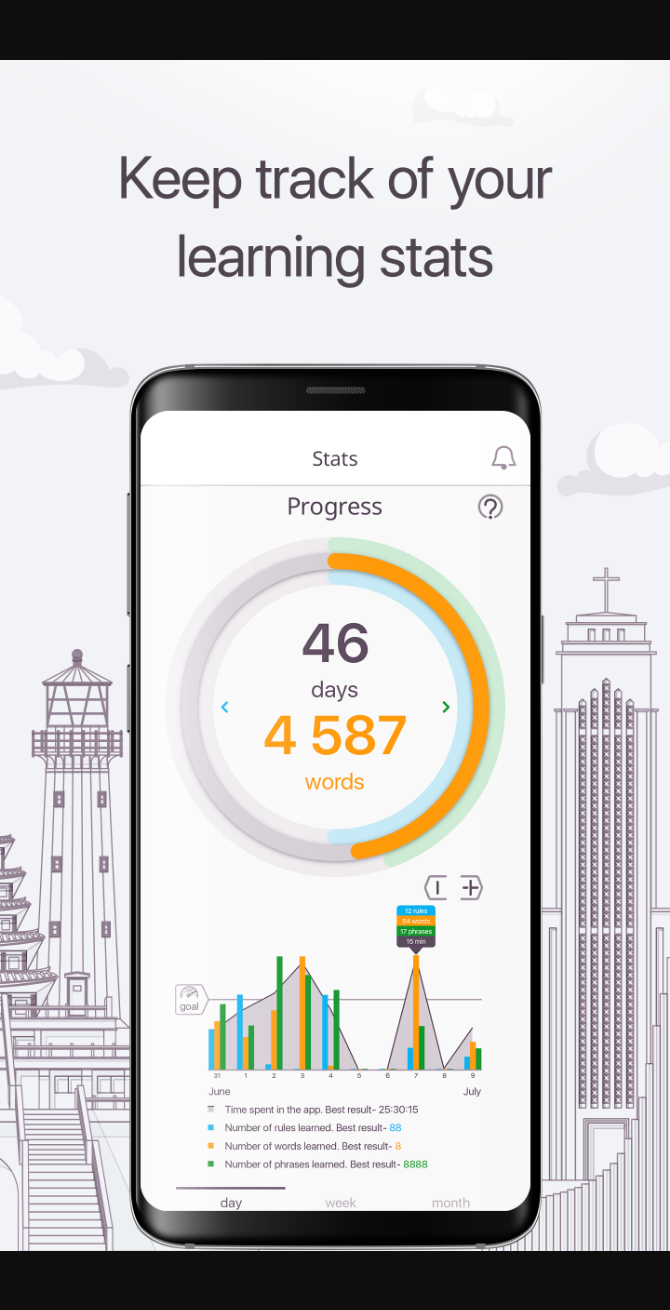 Keep track of your
learning stats
Stats
Progress
46
days
4 587
words
12 rules
54 words
17 phrases
15 min
goal
31 1 2 3 4 5 6 7 8 9
June July
Time spent in the app. Best result- 25:30:15
Number of rules learned. Best result- 88
Number of words learned. Best result- 8
Number of phrases learned. Best result- 8888
day week month